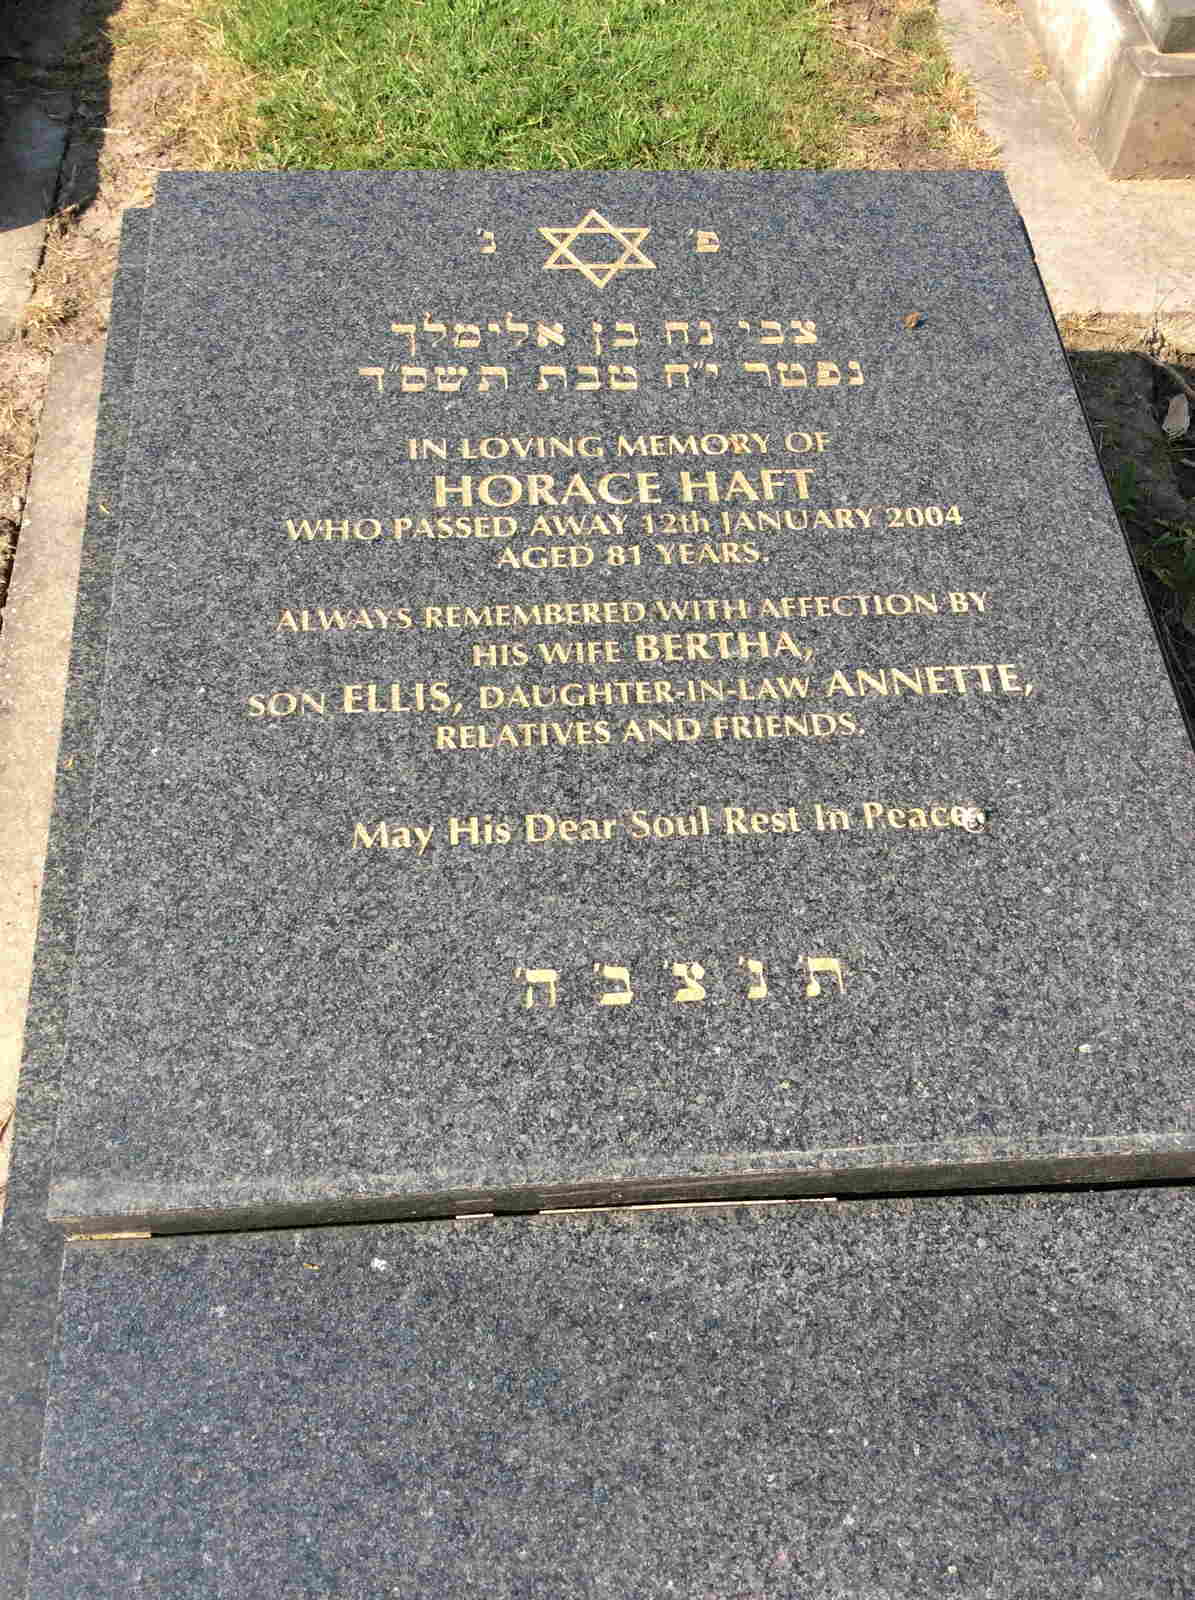 פ' נ'
צבי נח בן אלימלך
נפטר י"ח טבת תשס"ד
IN LOVING MEMORY OF
HORACE HAFT
WHO PASSED AWAY 12th JANUARY 2004
AGED 81 YEARS.
ALWAYS REMEMBERED WITH AFFECTION BY
HIS WIFE BERTHA,
SON ELLIS, DAUGHTER-IN-LAW ANNETTE,
RELATIVES AND FRIENDS.
May His Dear Soul Rest In Peace
ת' נ' צ' ב' ה'